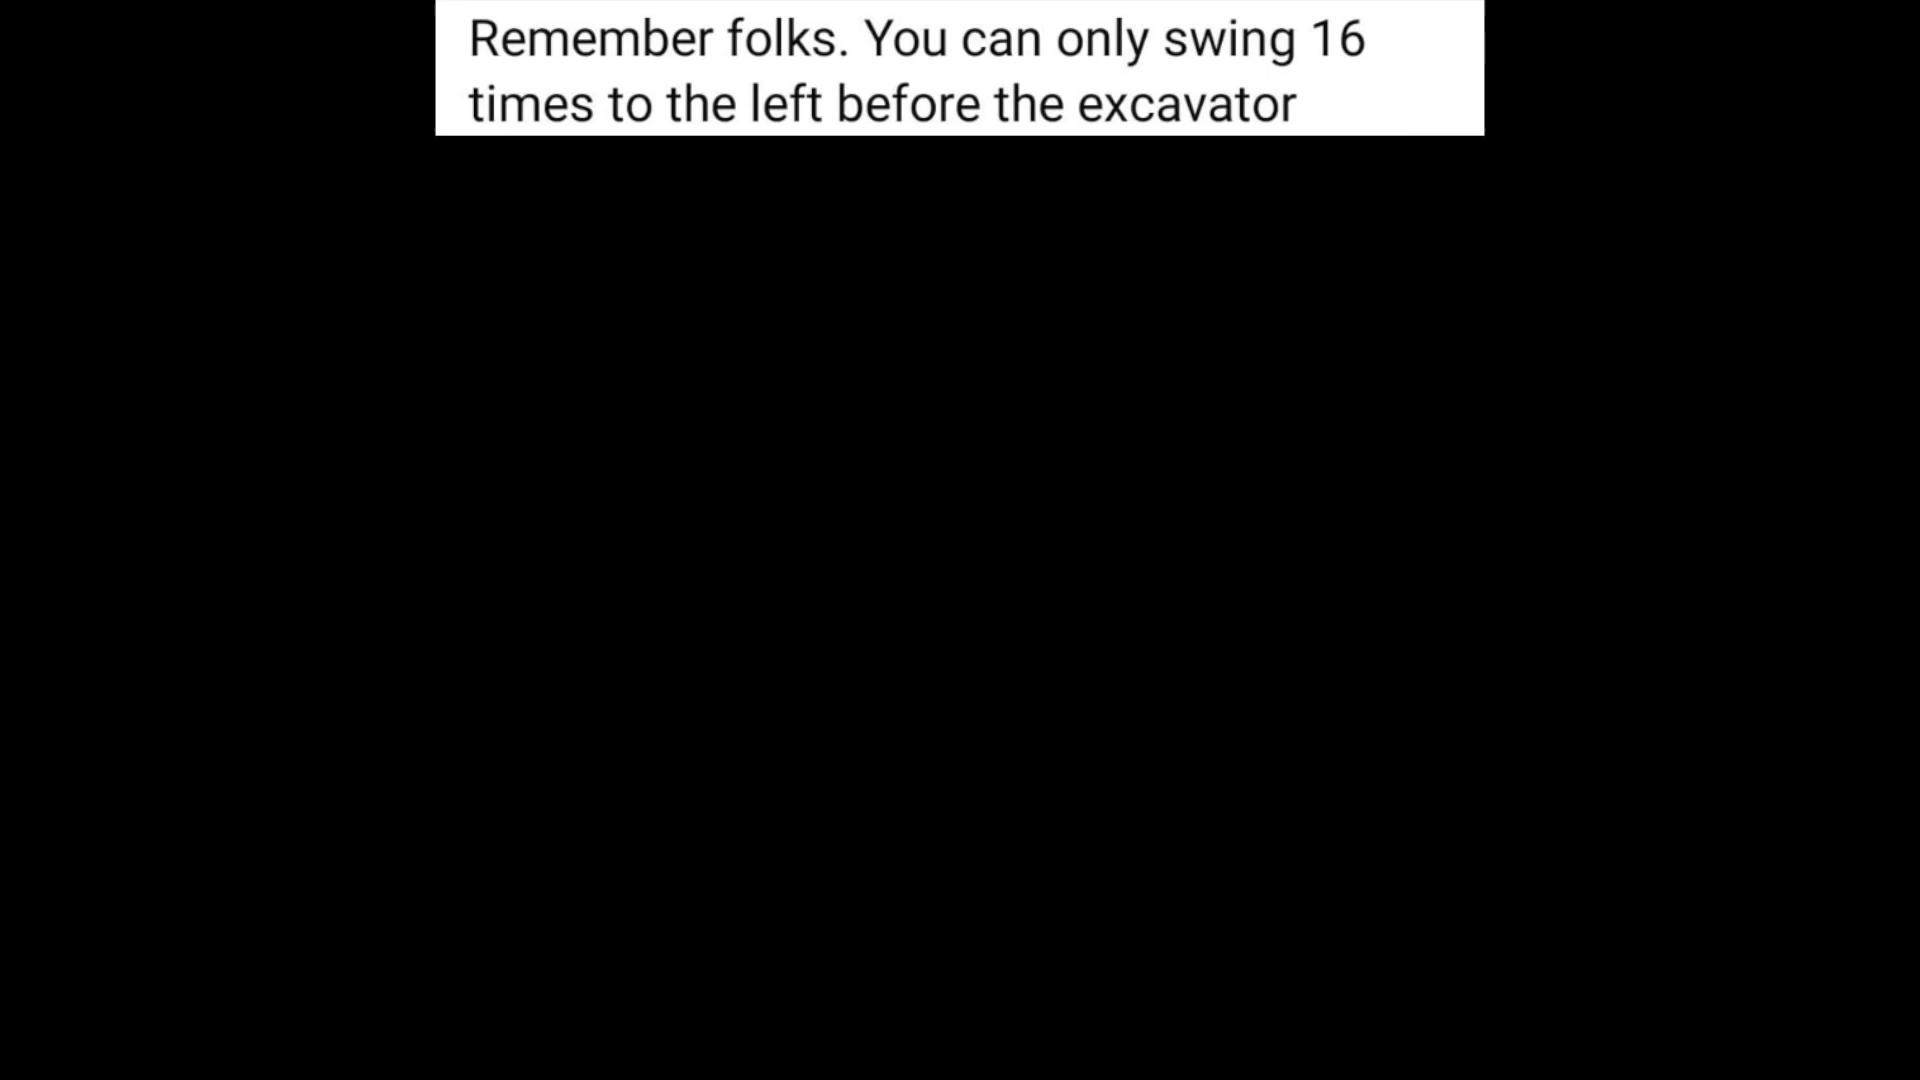 Remember folks. You can only swing 16
times to the left before the excavator